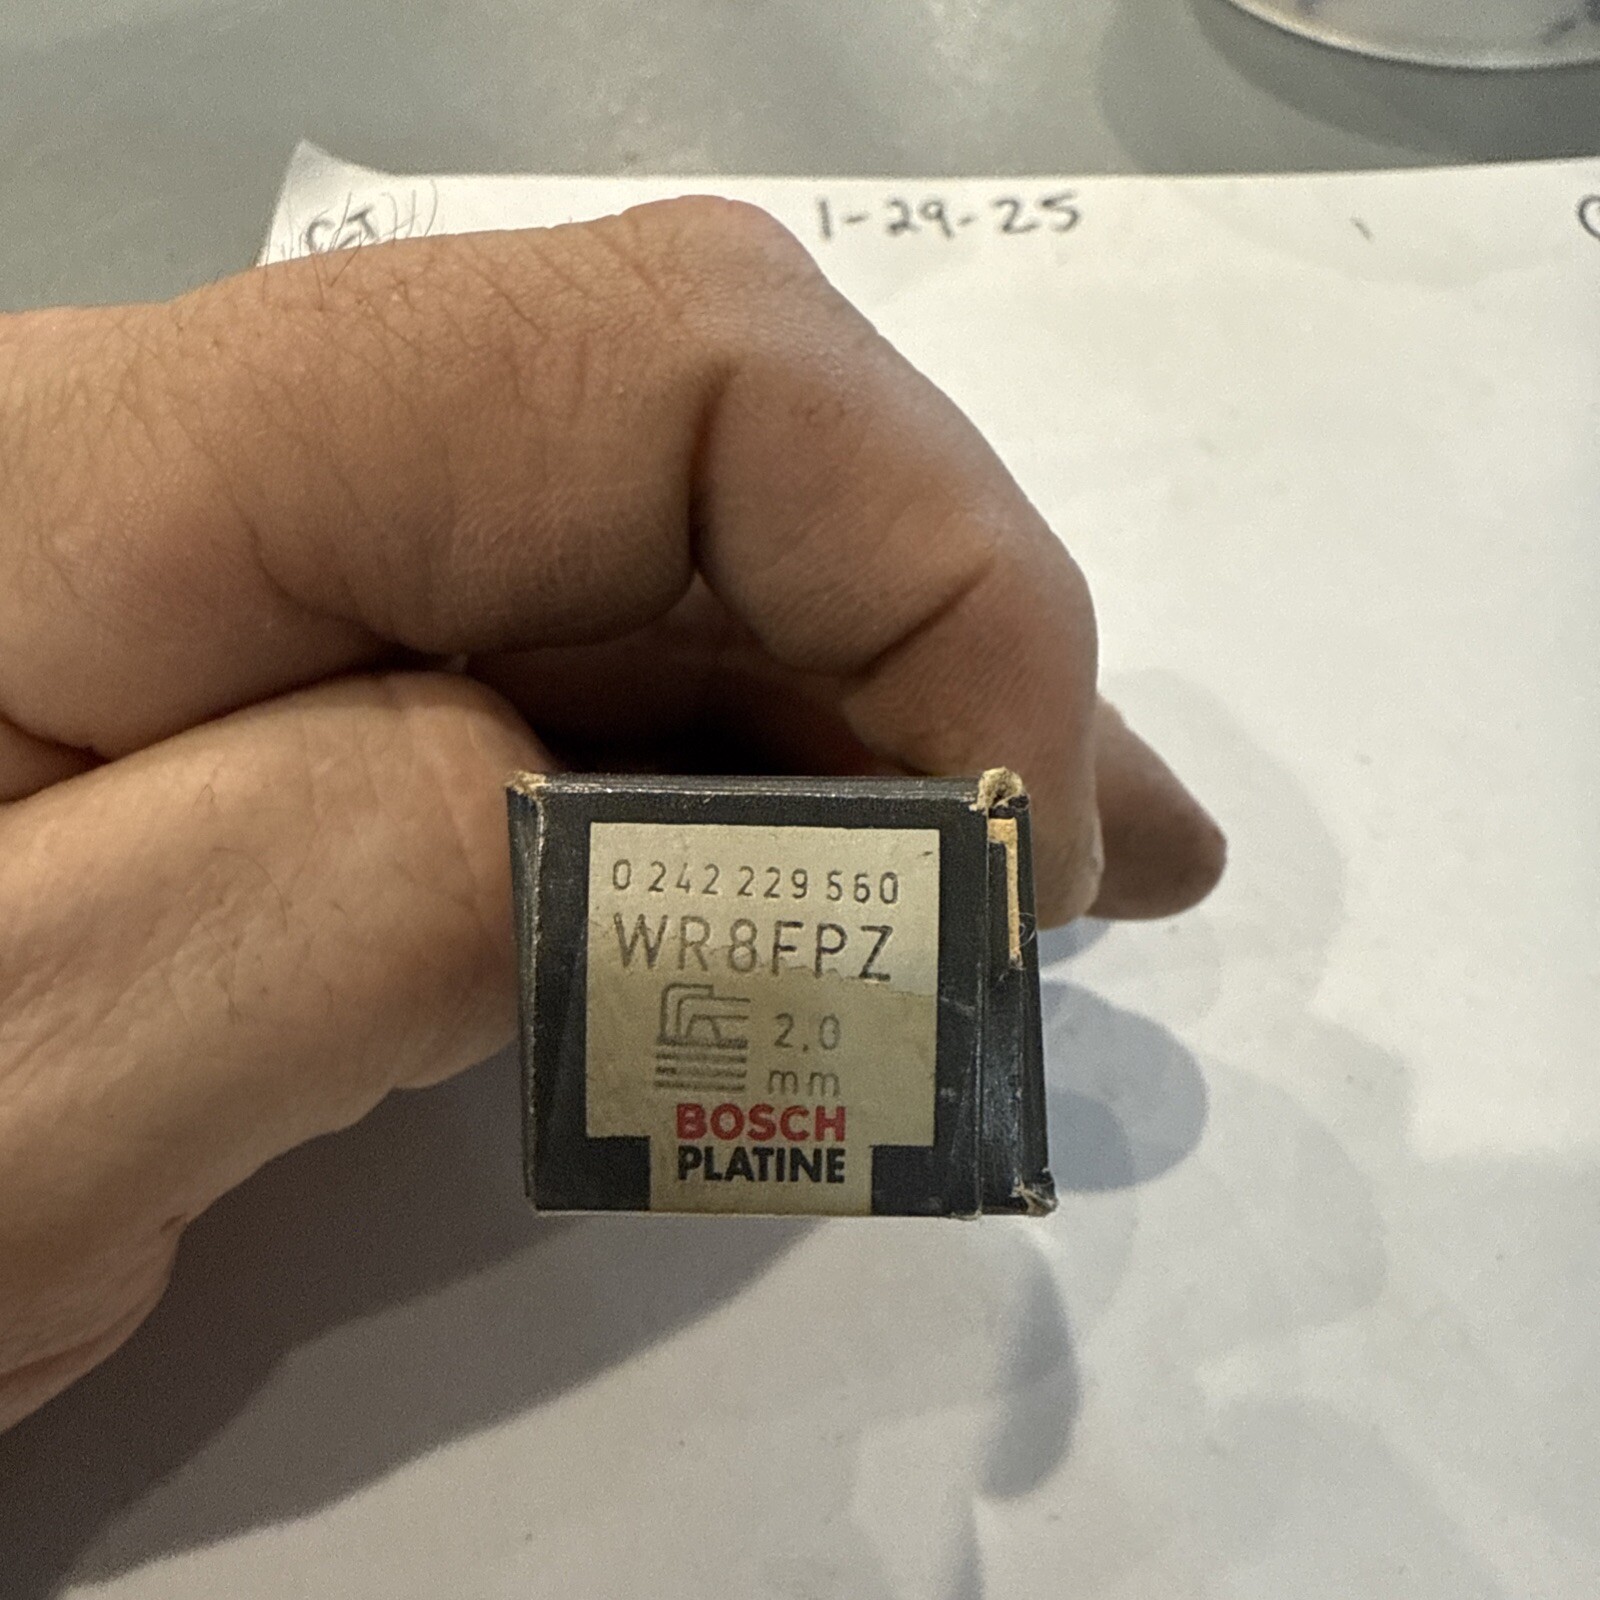 1-29-25
0 242 229 560
WR8FPZ
2,0
mm
BOSCH
PLATINE